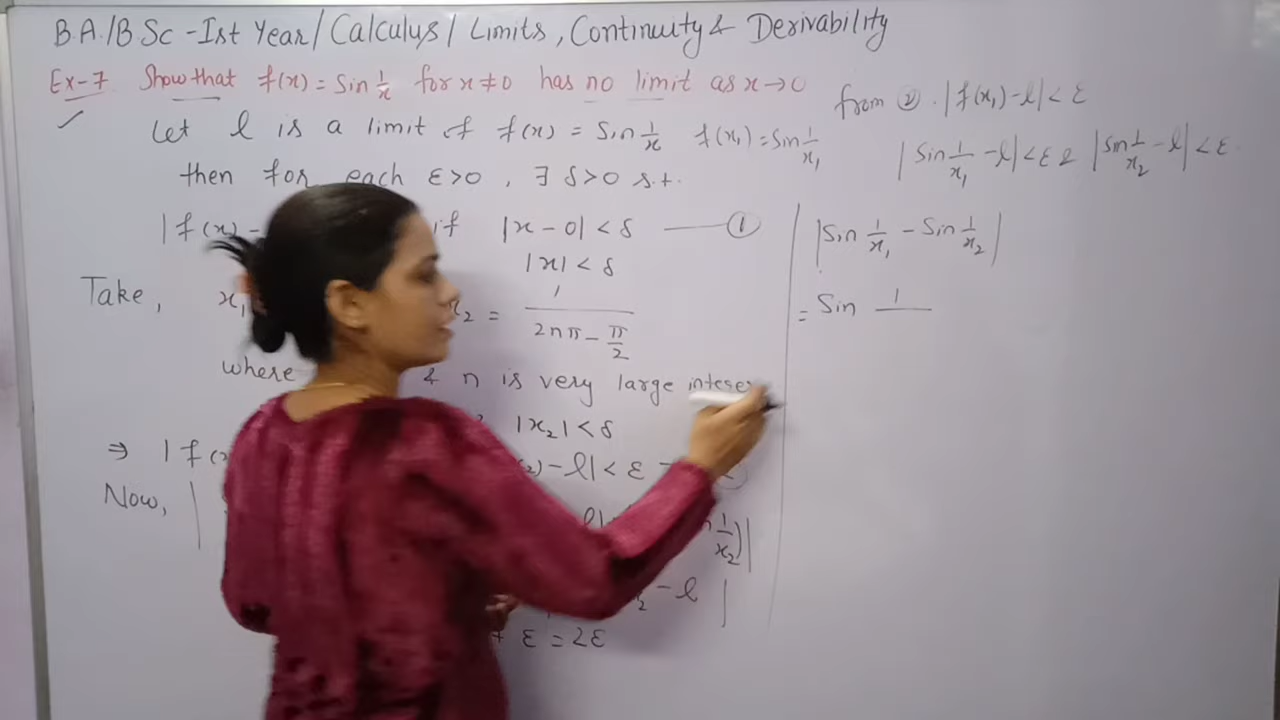 B.A./B.Sc - Ist Year / Calculus / Limits, Continuity & Derivability
Ex-7 Show that f(x) = Sin 1/x for x ≠ 0 has no limit as x → 0
Let l is a limit of f(x) = Sin 1/x f(x₁) = Sin 1/x₁
then for each ε > 0, ∃ δ > 0 s.t.
|f(x) - if |x - 0| < δ — ①
|x| < δ
Take, x₁ x₂ = 1/(2nπ - π/2)
where & n is very large integer
|x₂| < δ
⇒ |f( ₂) - l| < ε
Now, |
l| 1/x₂)|
₂ - l |
ε = 2ε
from ② . |f(x₁) - l| < ε
|Sin 1/x₁ - l| < ε & |Sin 1/x₂ - l| < ε
|Sin 1/x₁ - Sin 1/x₂|
= Sin 1/